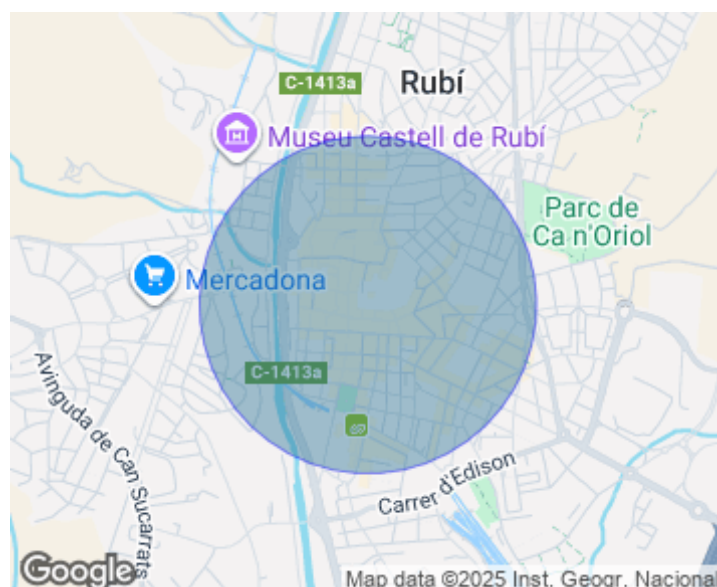 Rubí
C-1413a
Museu Castell de Rubí
Parc de
Ca n'Oriol
Mercadona
C-1413a
Avinguda de Can Sucarrats
Carrer d'Edison
Google
Map data ©2025 Inst. Geogr. Nacional